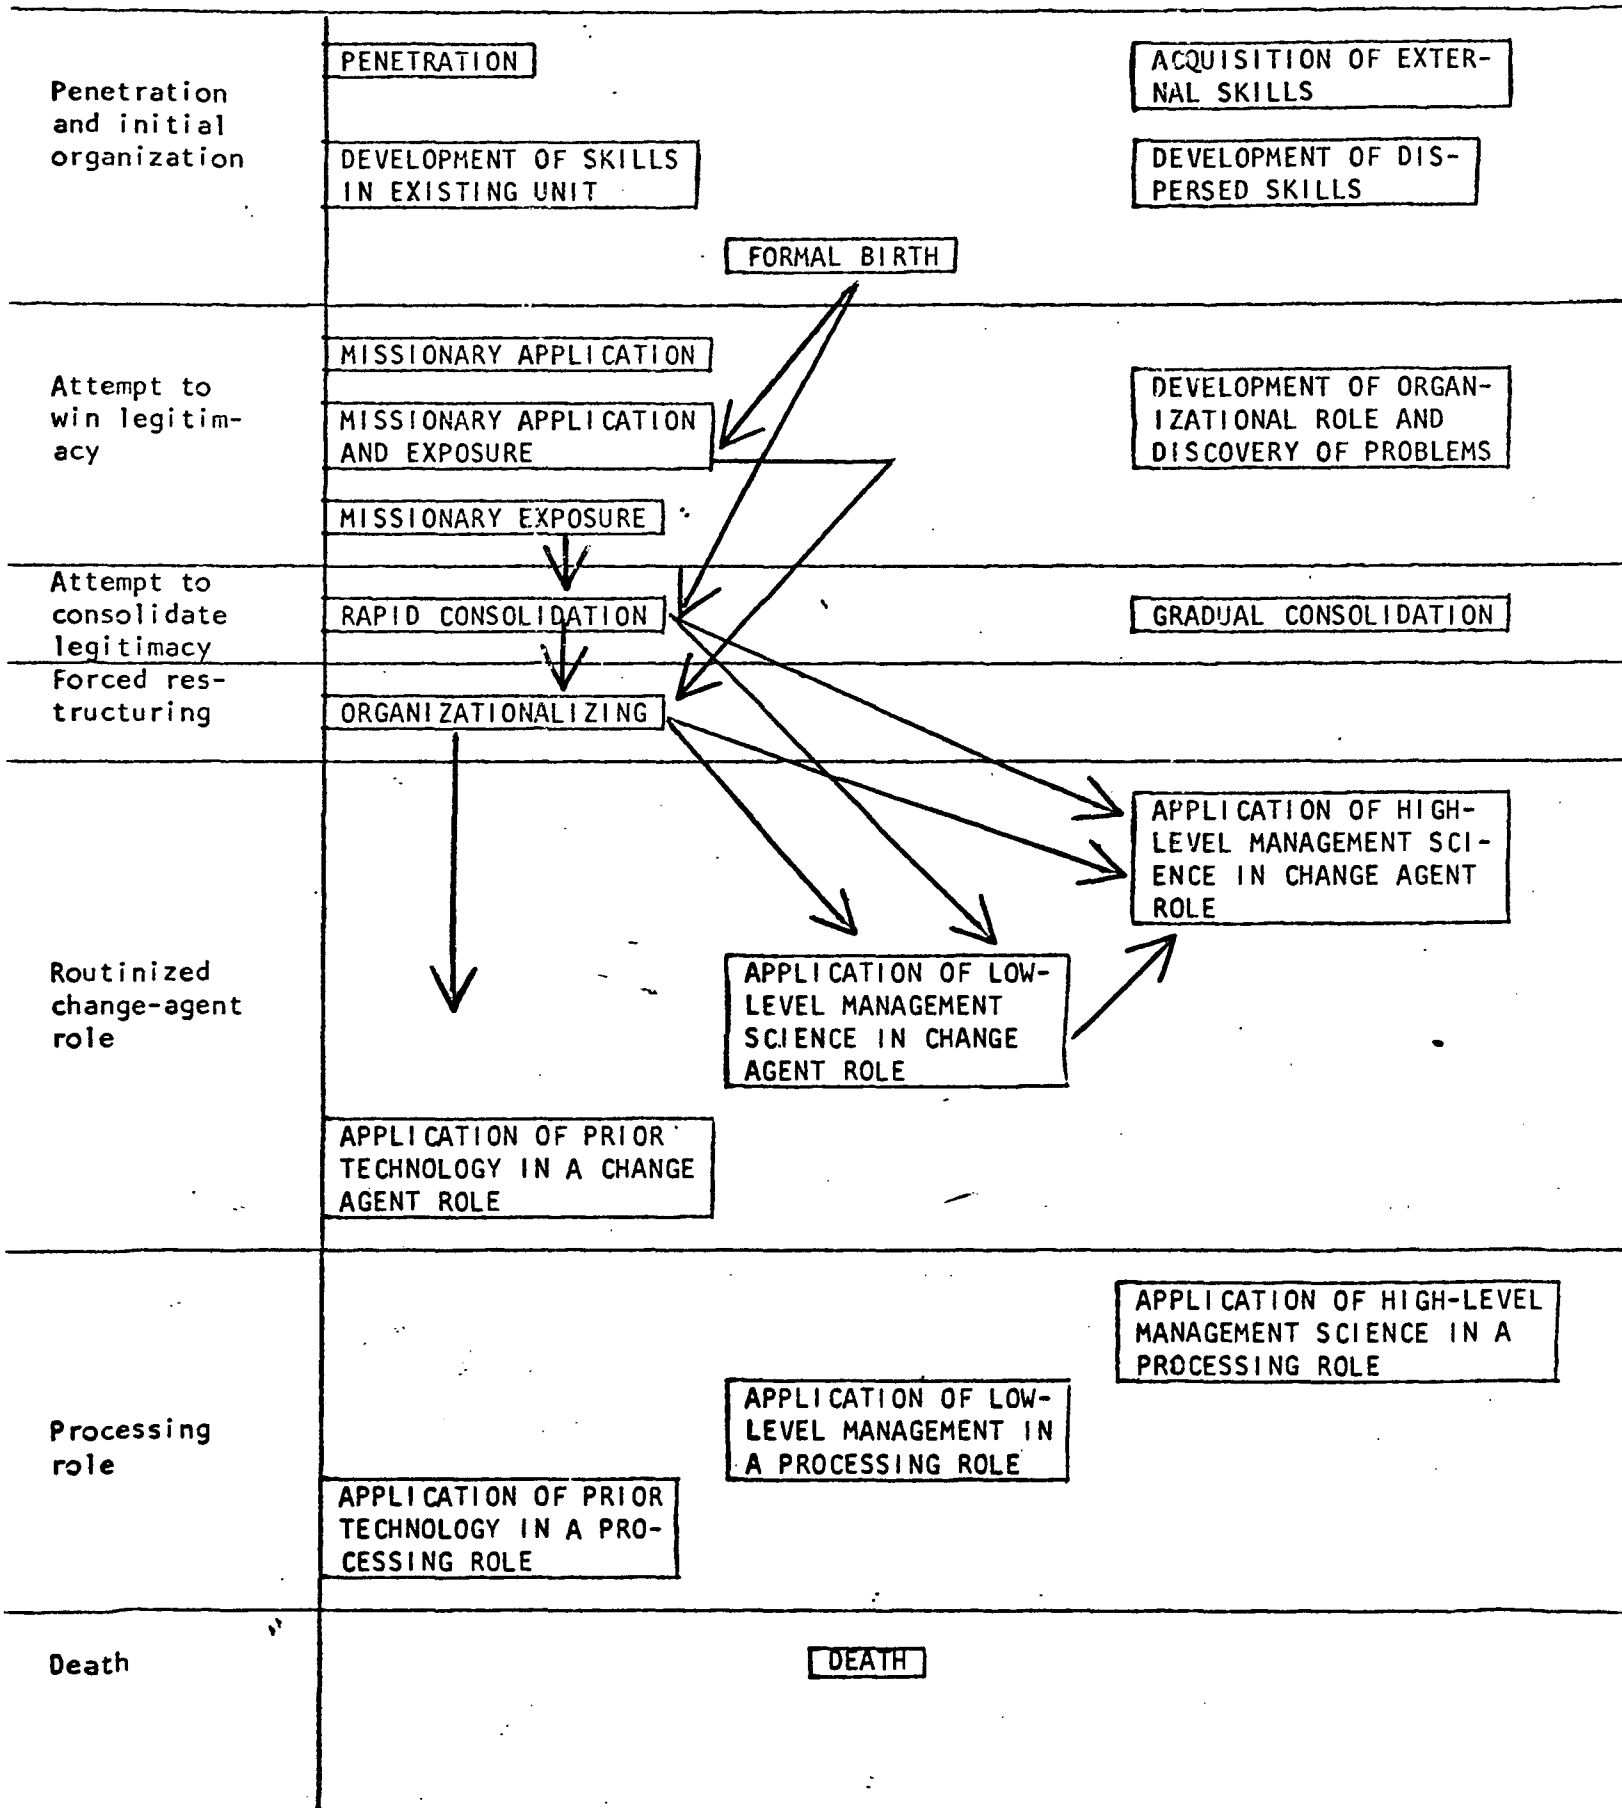 Penetration
and initial
organization
PENETRATION
ACQUISITION OF EXTER-
NAL SKILLS
DEVELOPMENT OF SKILLS
IN EXISTING UNIT
DEVELOPMENT OF DIS-
PERSED SKILLS
FORMAL BIRTH
Attempt to
win legitim-
acy
MISSIONARY APPLICATION
MISSIONARY APPLICATION
AND EXPOSURE
MISSIONARY EXPOSURE
DEVELOPMENT OF ORGAN-
IZATIONAL ROLE AND
DISCOVERY OF PROBLEMS
Attempt to
consolidate
legitimacy
RAPID CONSOLIDATION
GRADUAL CONSOLIDATION
Forced res-
tructuring
ORGANIZATIONALIZING
Routinized
change-agent
role
APPLICATION OF HIGH-
LEVEL MANAGEMENT SCI-
ENCE IN CHANGE AGENT
ROLE
APPLICATION OF LOW-
LEVEL MANAGEMENT
SCIENCE IN CHANGE
AGENT ROLE
APPLICATION OF PRIOR
TECHNOLOGY IN A CHANGE
AGENT ROLE
Processing
role
APPLICATION OF HIGH-LEVEL
MANAGEMENT SCIENCE IN A
PROCESSING ROLE
APPLICATION OF LOW-
LEVEL MANAGEMENT IN
A PROCESSING ROLE
APPLICATION OF PRIOR
TECHNOLOGY IN A PRO-
CESSING ROLE
Death
DEATH